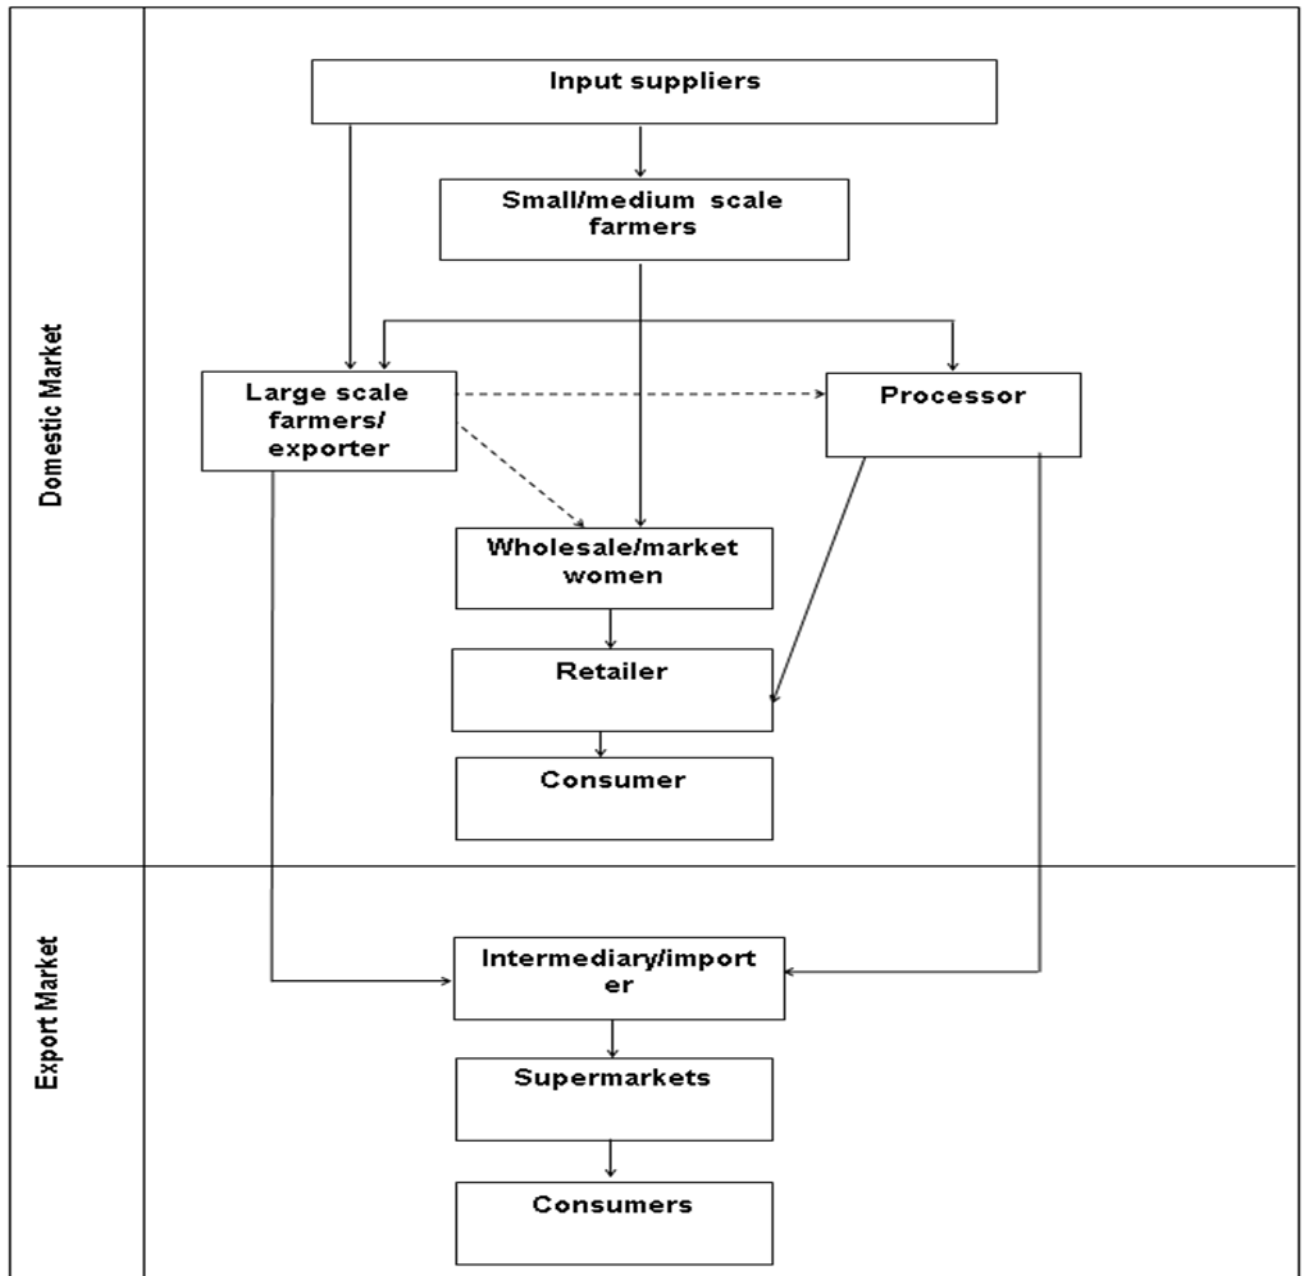 Input suppliers
Small/medium scale
farmers
Domestic Market
Large scale
farmers/
exporter
Processor
Wholesale/market
women
Retailer
Consumer
Export Market
Intermediary/import
er
Supermarkets
Consumers